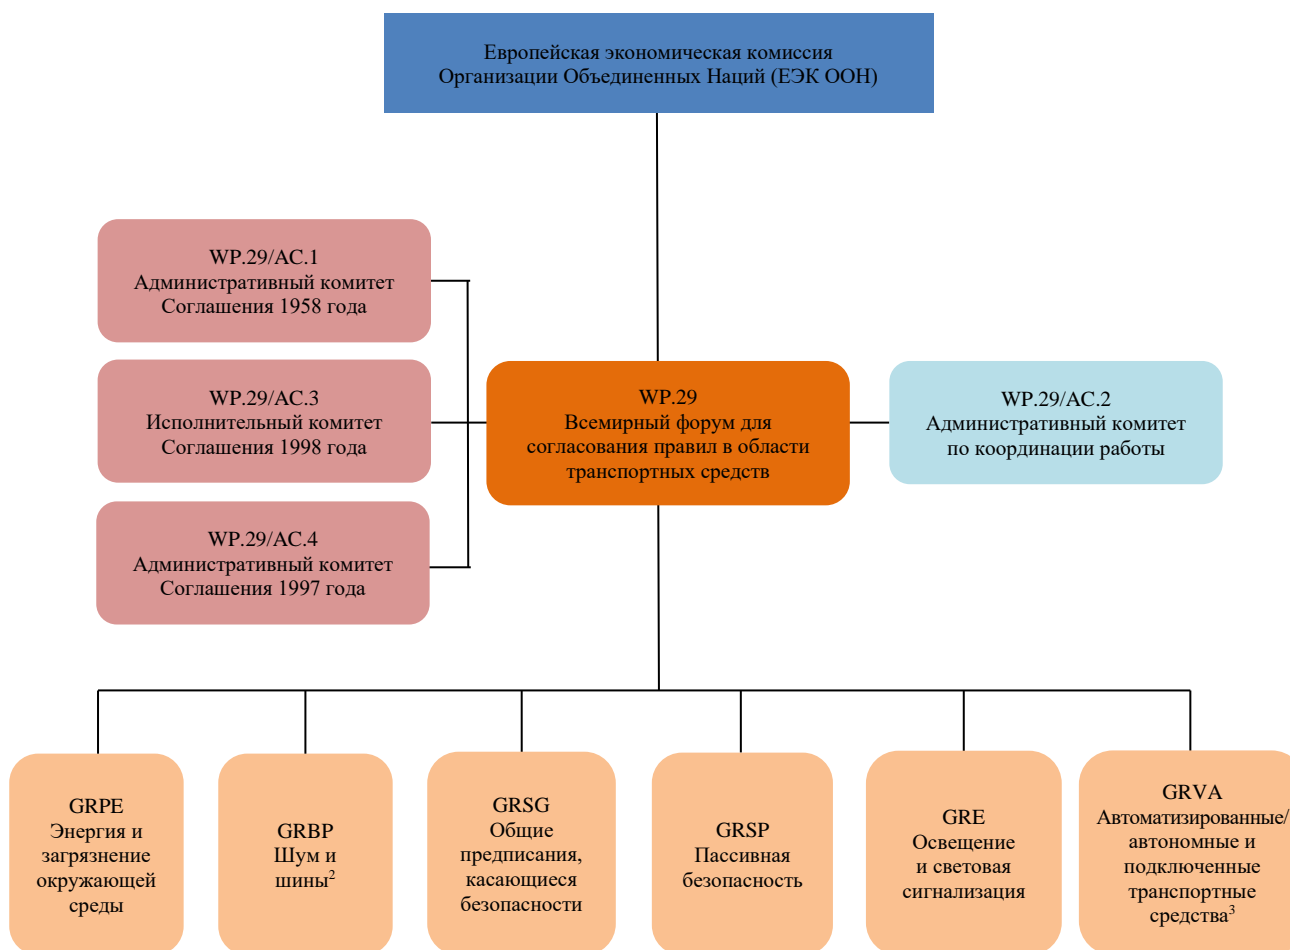 Европейская экономическая комиссия
Организации Объединенных Наций (ЕЭК ООН)
WP.29/AC.1
Административный комитет
Соглашения 1958 года
WP.29/AC.3
Исполнительный комитет
Соглашения 1998 года
WP.29/AC.4
Административный комитет
Соглашения 1997 года
WP.29
Всемирный форум для
согласования правил в области
транспортных средств
WP.29/AC.2
Административный комитет
по координации работы
GRPE
Энергия и
загрязнение
окружающей
среды
GRBP
Шум и
шины²
GRSG
Общие
предписания,
касающиеся
безопасности
GRSP
Пассивная
безопасность
GRE
Освещение
и световая
сигнализация
GRVA
Автоматизированные/
автономные и
подключенные
транспортные
средства³